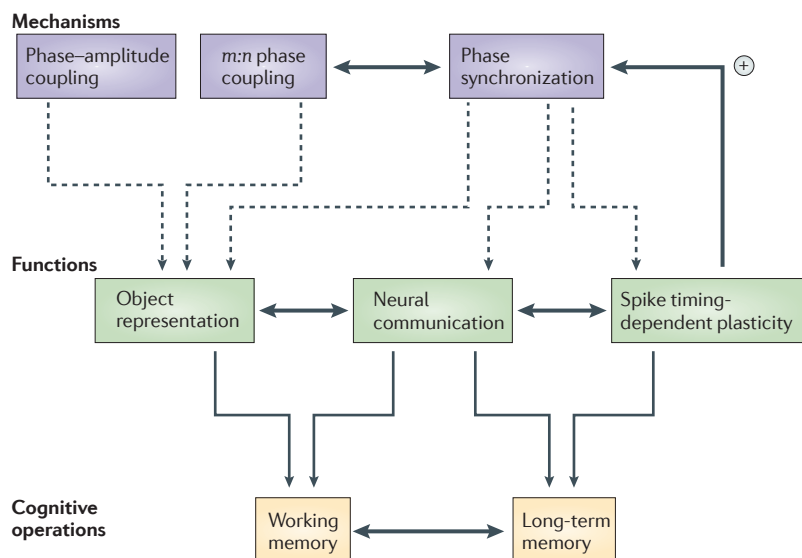 Mechanisms
Phase–amplitude
coupling
m:n phase
coupling
Phase
synchronization
+
Functions
Object
representation
Neural
communication
Spike timing-
dependent plasticity
Cognitive
operations
Working
memory
Long-term
memory